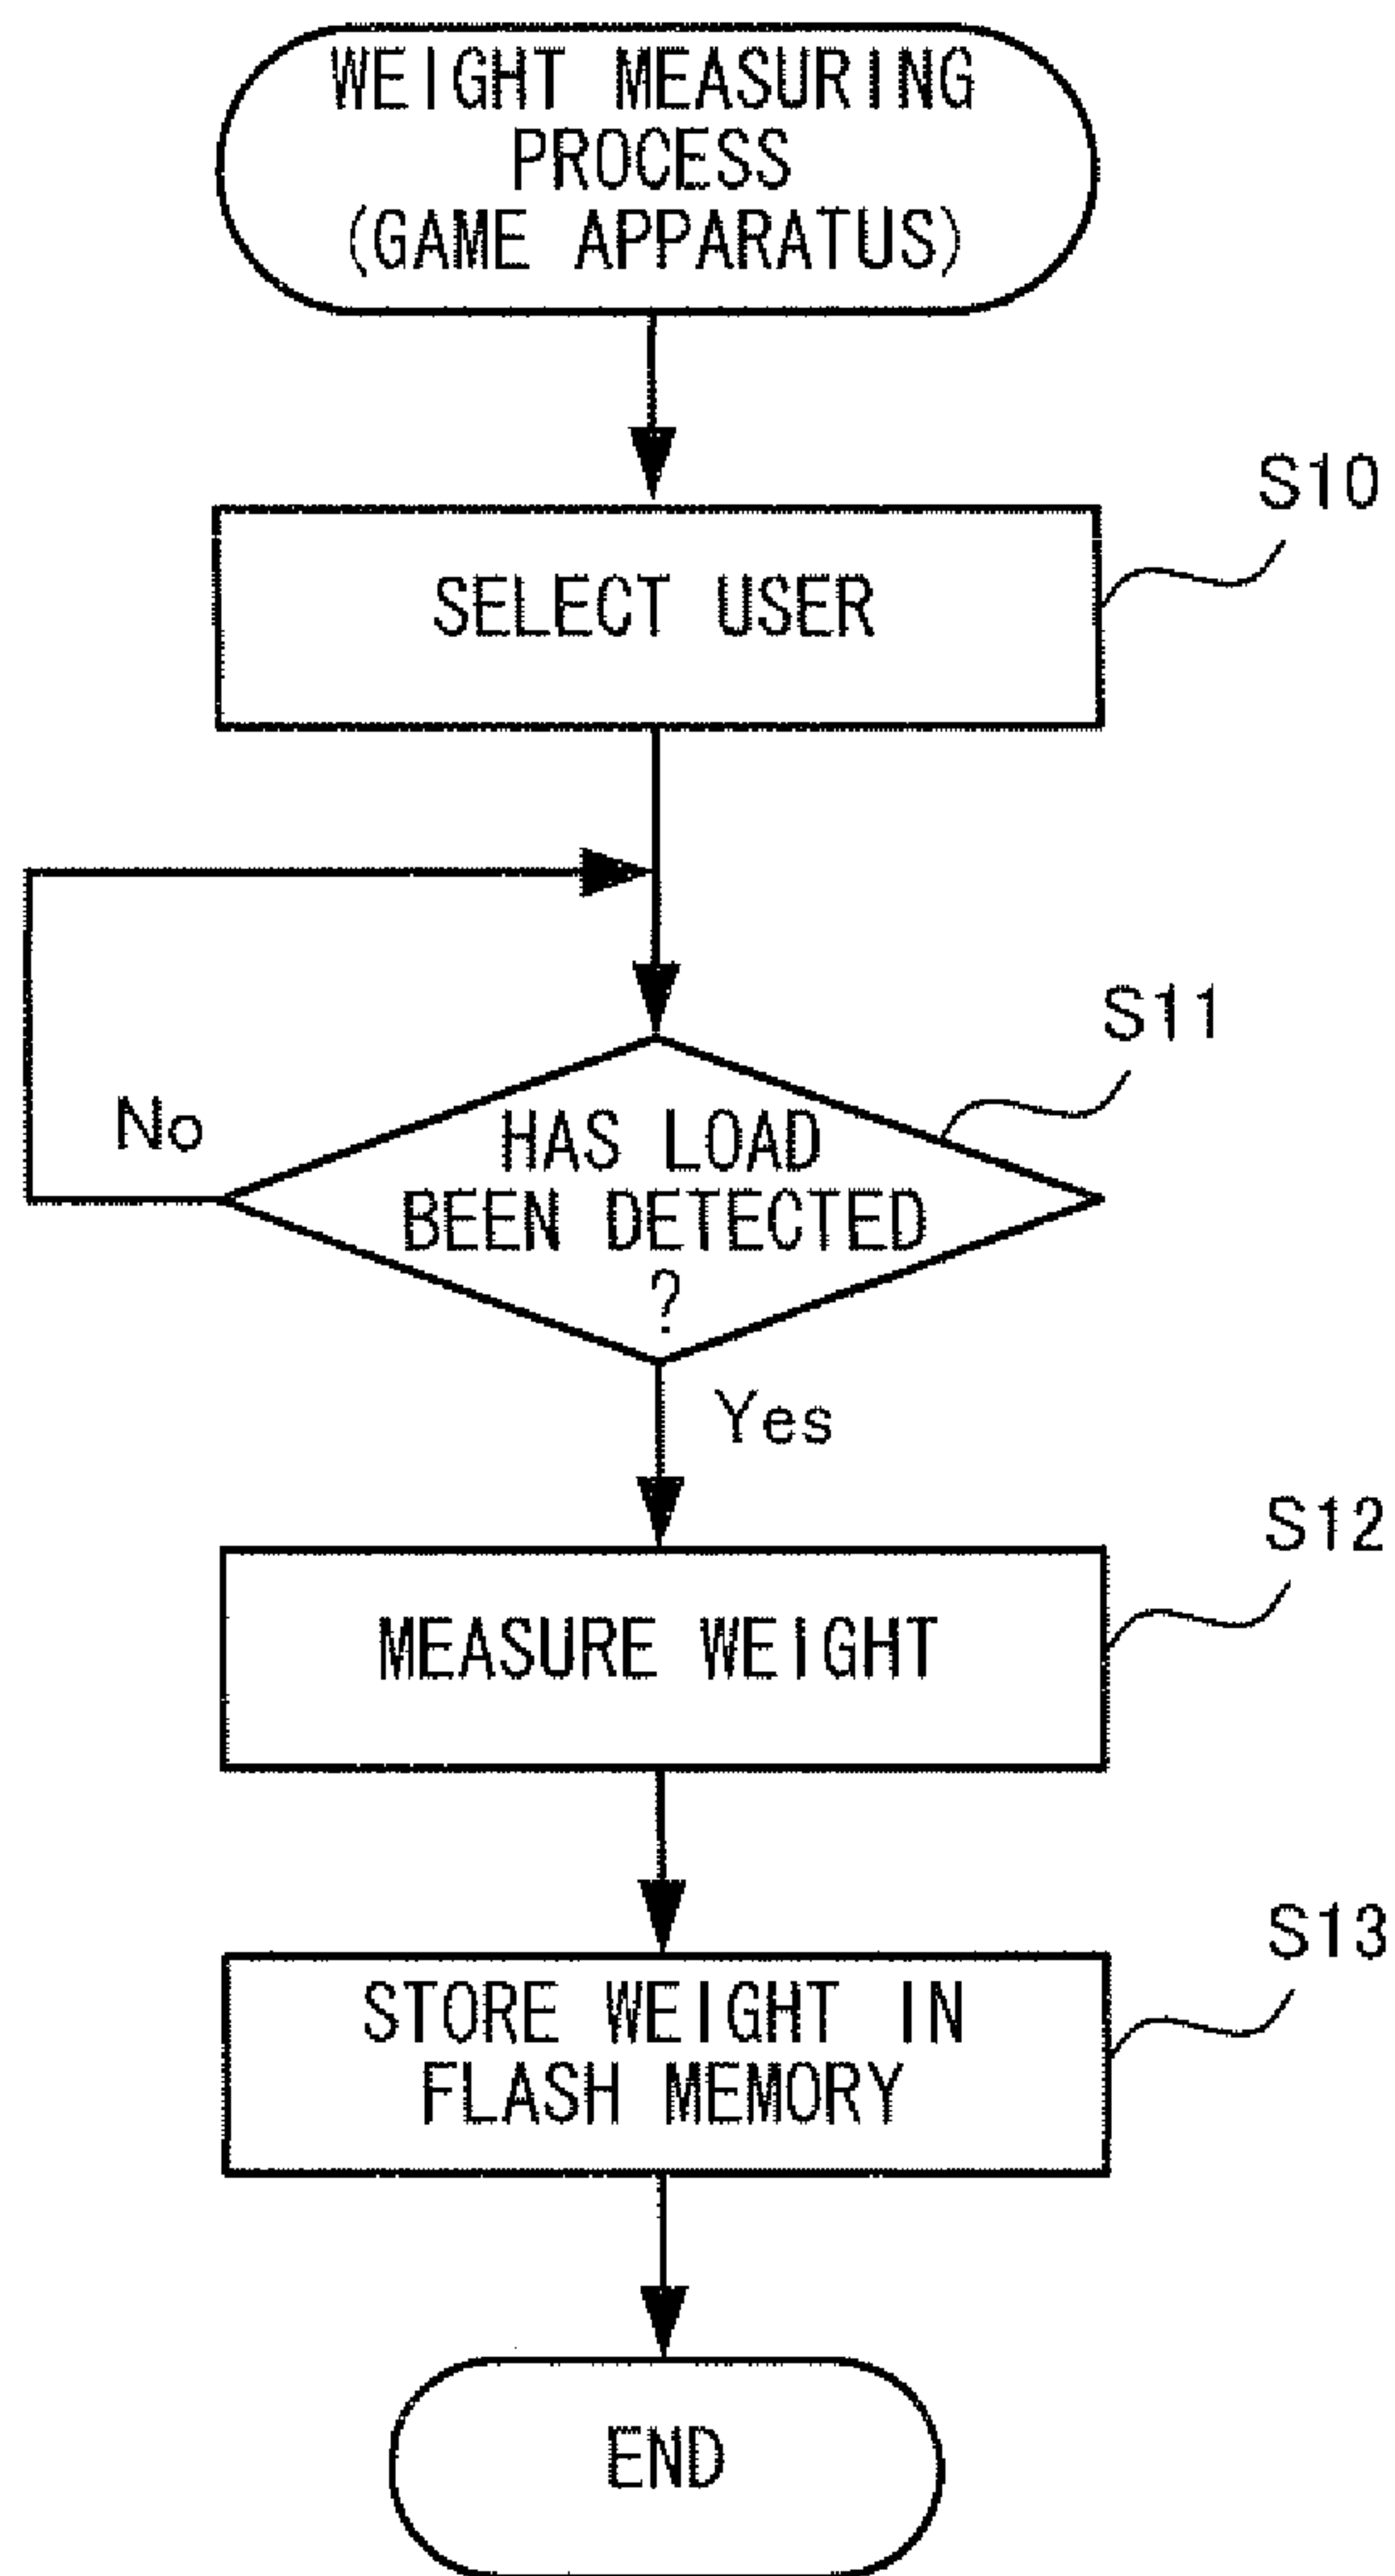 WEIGHT MEASURING
PROCESS
(GAME APPARATUS)
S10
SELECT USER
S11
No
HAS LOAD
BEEN DETECTED
?
Yes
S12
MEASURE WEIGHT
S13
STORE WEIGHT IN
FLASH MEMORY
END